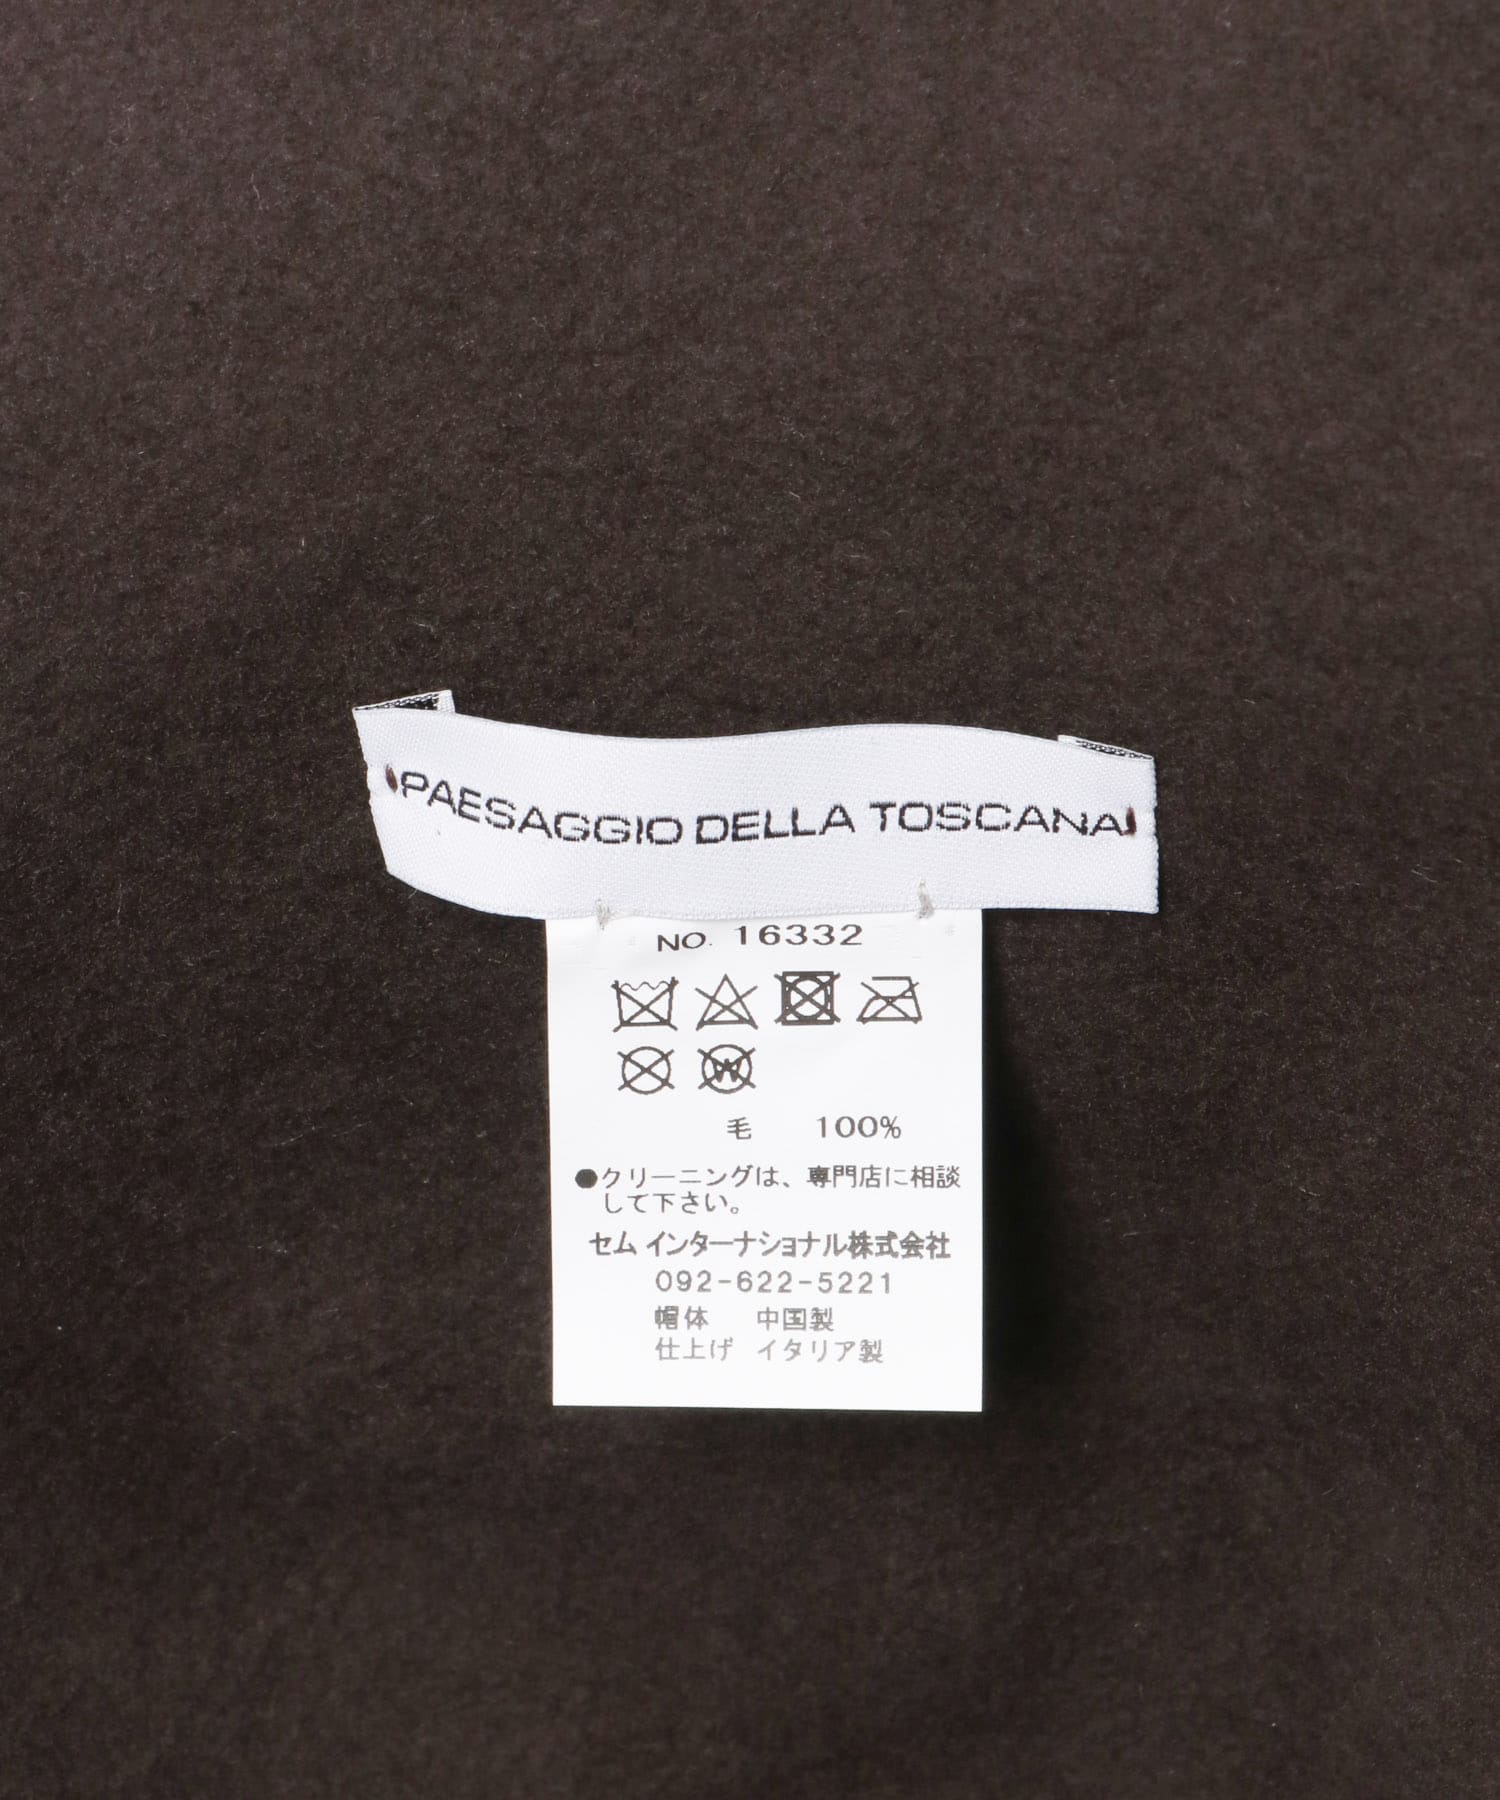 PAESAGGIO DELLA TOSCANA
NO. 16332
W
毛 100%
●クリーニングは、専門店に相談
して下さい。
セム インターナショナル株式会社
092-622-5221
帽体 中国製
仕上げ イタリア製